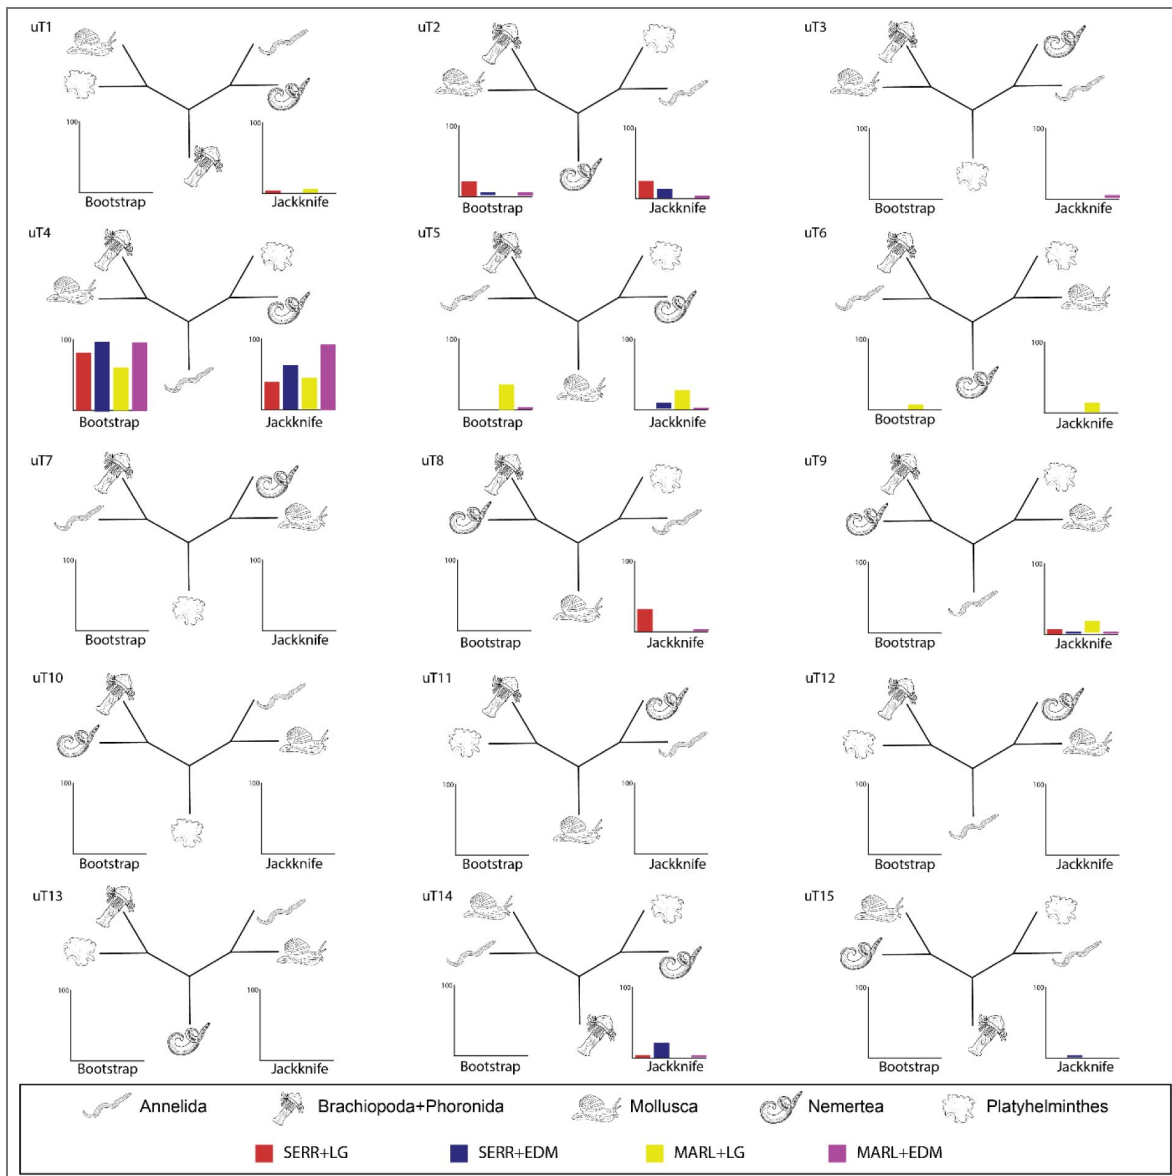 uT1
uT2
uT3
100
100
100
100
100
100
Bootstrap
Jackknife
Bootstrap
Jackknife
Bootstrap
Jackknife
uT4
uT5
uT6
100
100
100
100
100
100
Bootstrap
Jackknife
Bootstrap
Jackknife
Bootstrap
Jackknife
uT7
uT8
uT9
100
100
100
100
100
100
Bootstrap
Jackknife
Bootstrap
Jackknife
Bootstrap
Jackknife
uT10
uT11
uT12
100
100
100
100
100
100
Bootstrap
Jackknife
Bootstrap
Jackknife
Bootstrap
Jackknife
uT13
uT14
uT15
100
100
100
100
100
100
Bootstrap
Jackknife
Bootstrap
Jackknife
Bootstrap
Jackknife
Annelida
Brachiopoda+Phoronida
Mollusca
Nemertea
Platyhelminthes
SERR+LG
SERR+EDM
MARL+LG
MARL+EDM